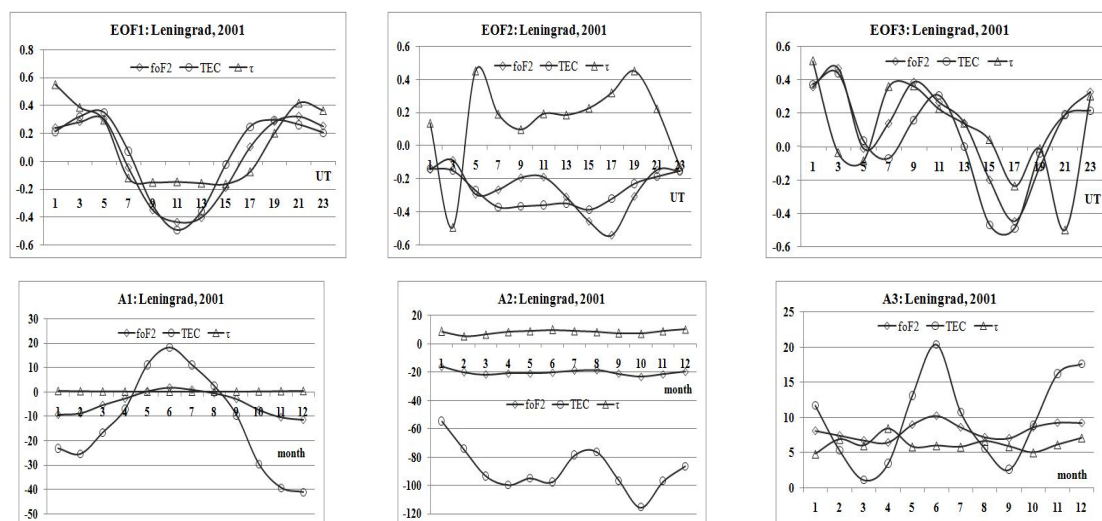 EOF1: Leningrad, 2001
foF2 TEC τ
0.8
0.6
0.4
0.2
0.0
-0.2
-0.4
-0.6
UT
1 3 5 7 9 11 13 15 17 19 21 23
EOF2: Leningrad, 2001
foF2 TEC τ
0.6
0.4
0.2
0.0
-0.2
-0.4
-0.6
1 3 5 7 9 11 13 15 17 19 21 23
UT
EOF3: Leningrad, 2001
foF2 TEC τ
0.6
0.4
0.2
0.0
-0.2
-0.4
-0.6
1 3 5 7 9 11 13 15 17 19 21 23
UT
A1: Leningrad, 2001
foF2 TEC τ
30
20
10
0
-10
-20
-30
-40
-50
1 2 3 4 5 6 7 8 9 10 11 12
month
A2: Leningrad, 2001
20
0
-20
-40
-60
-80
-100
-120
1 2 3 4 5 6 7 8 9 10 11 12
month
foF2 TEC τ
A3: Leningrad, 2001
foF2 TEC τ
25
20
15
10
5
0
month
1 2 3 4 5 6 7 8 9 10 11 12